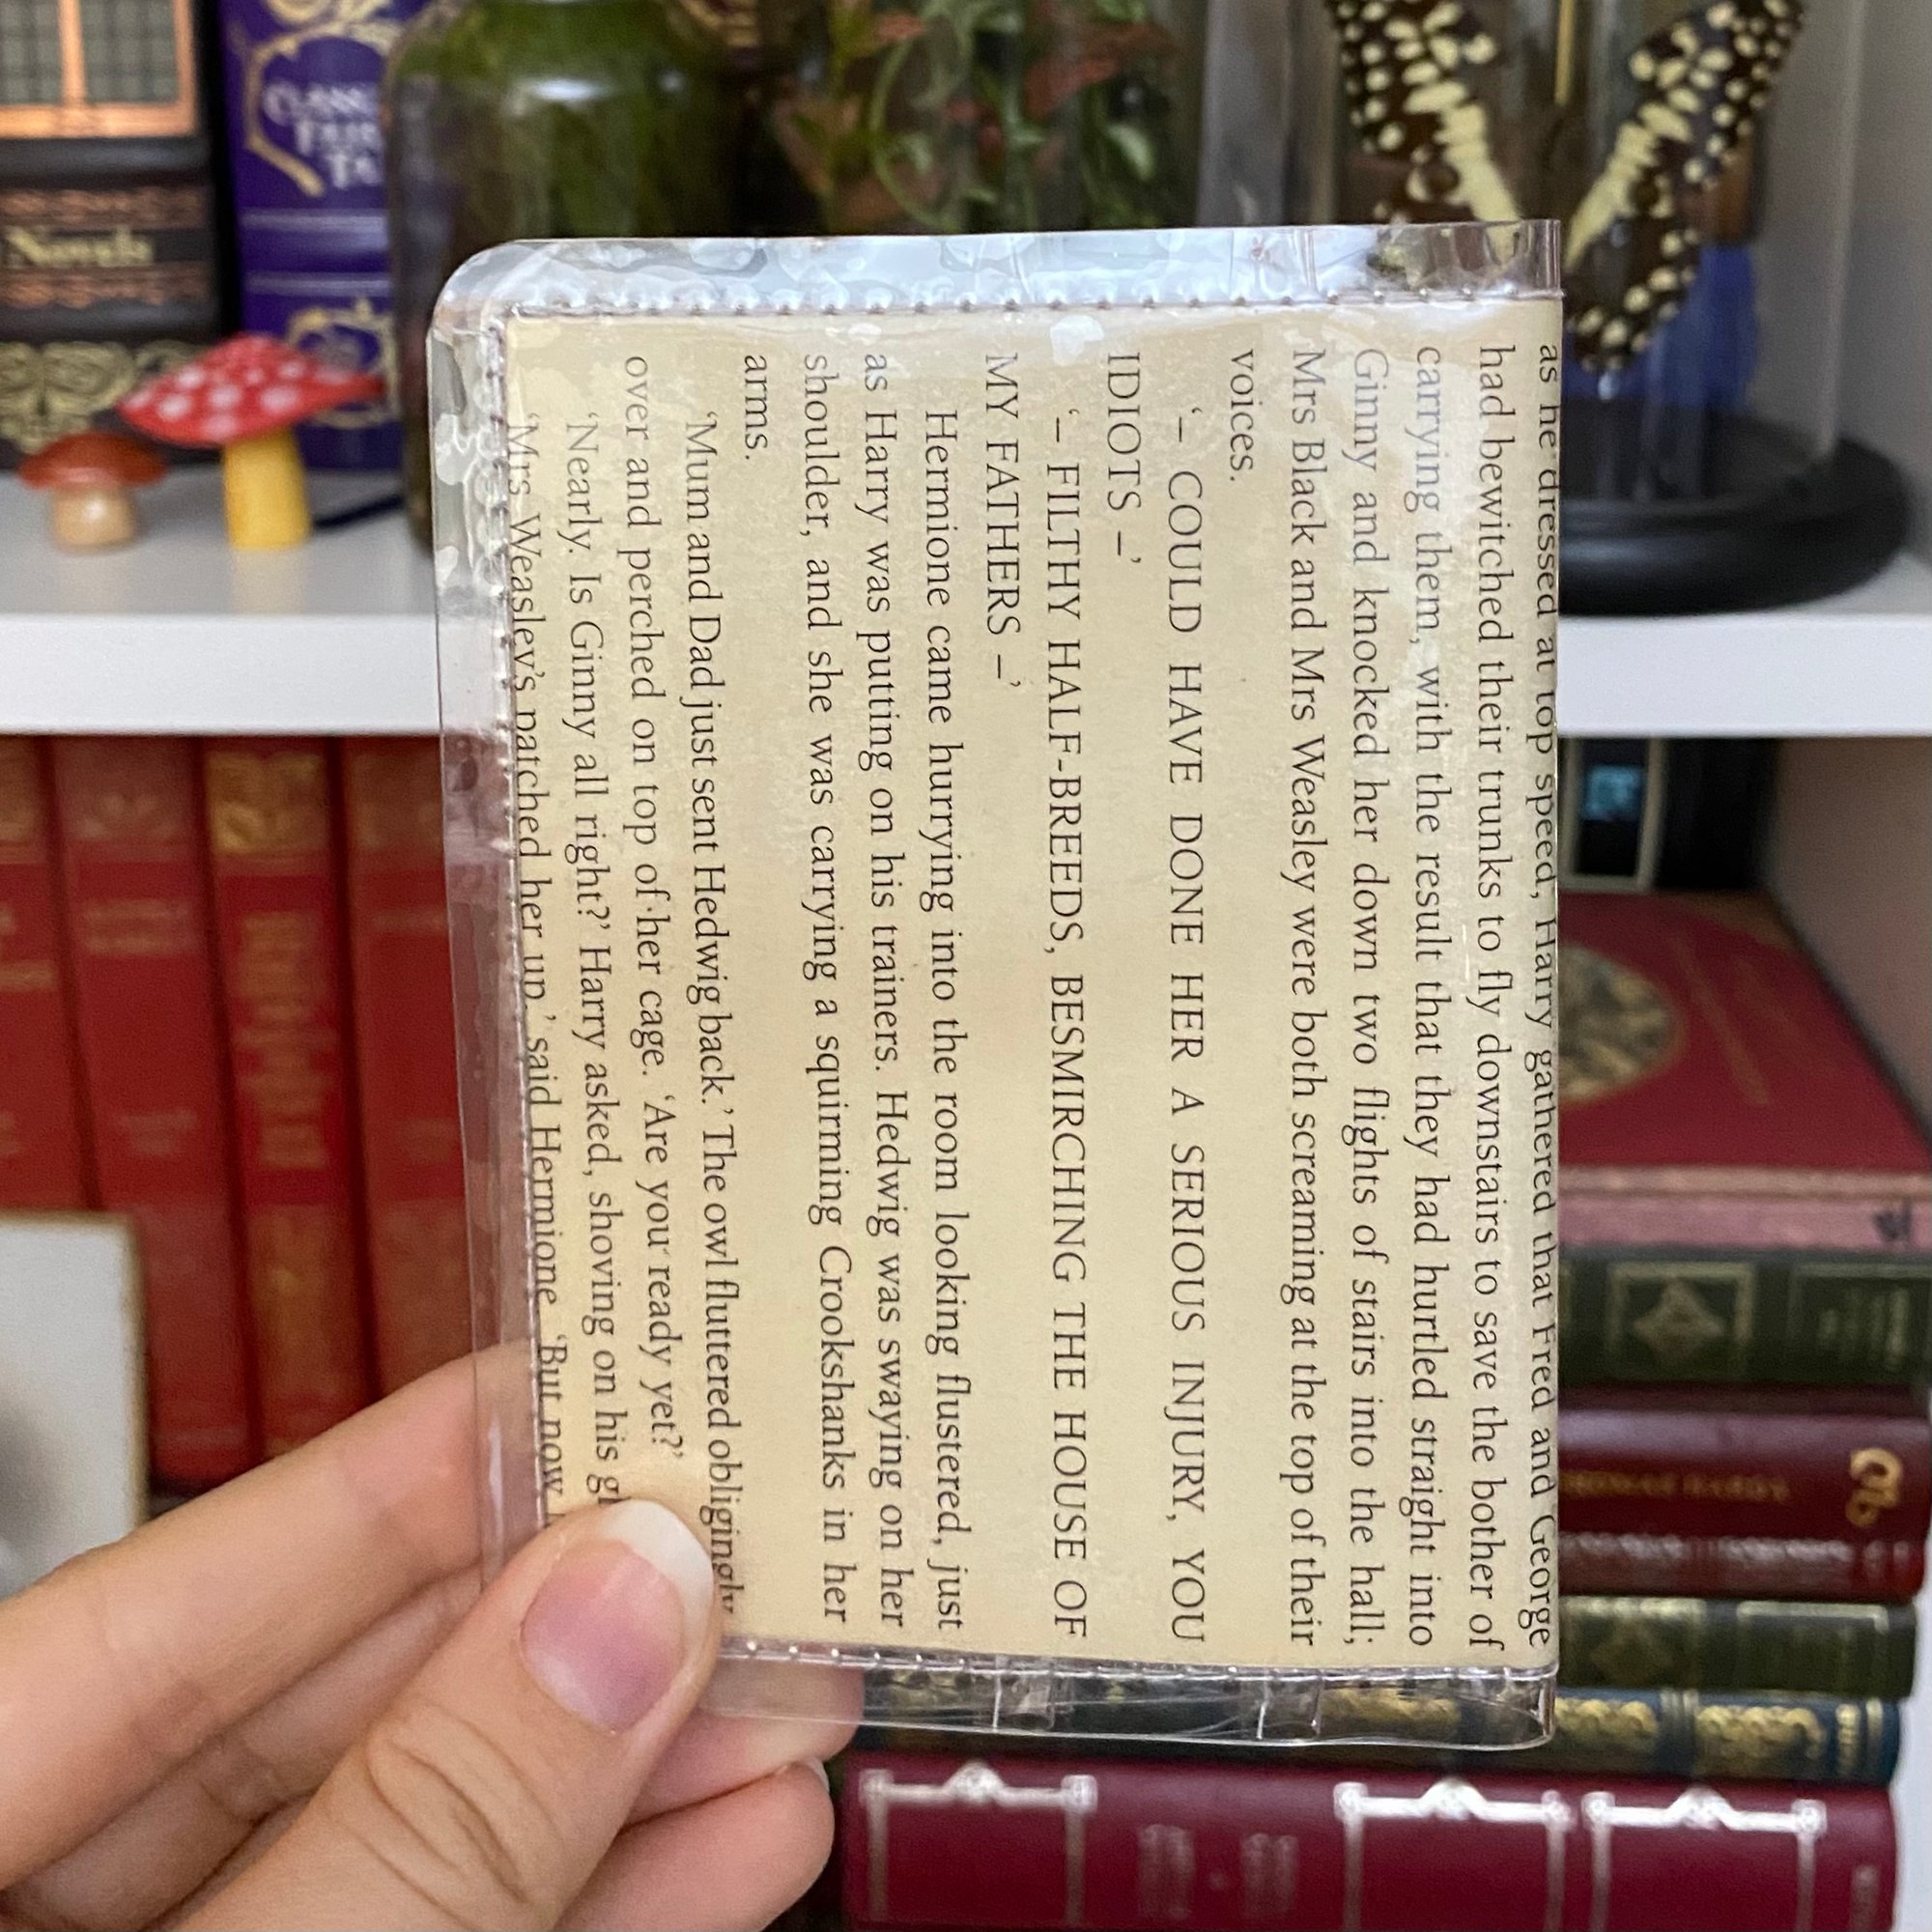 as he dressed at top speed, Harry gathered that Fred and George
had bewitched their trunks to fly downstairs to save the bother of
carrying them, with the result that they had hurtled straight into
Ginny and knocked her down two flights of stairs into the hall;
Mrs Black and Mrs Weasley were both screaming at the top of their
voices.
‘– COULD HAVE DONE HER A SERIOUS INJURY, YOU
IDIOTS –’
‘– FILTHY HALF-BREEDS, BESMIRCHING THE HOUSE OF
MY FATHERS –’
Hermione came hurrying into the room looking flustered, just
as Harry was putting on his trainers. Hedwig was swaying on her
shoulder, and she was carrying a squirming Crookshanks in her
arms.
‘Mum and Dad just sent Hedwig back.’ The owl fluttered obligingly
over and perched on top of her cage. ‘Are you ready yet?’
‘Nearly. Is Ginny all right?’ Harry asked, shoving on his
‘Mrs Weasley’s patched her up,’ said Hermione. ‘But now
Novels